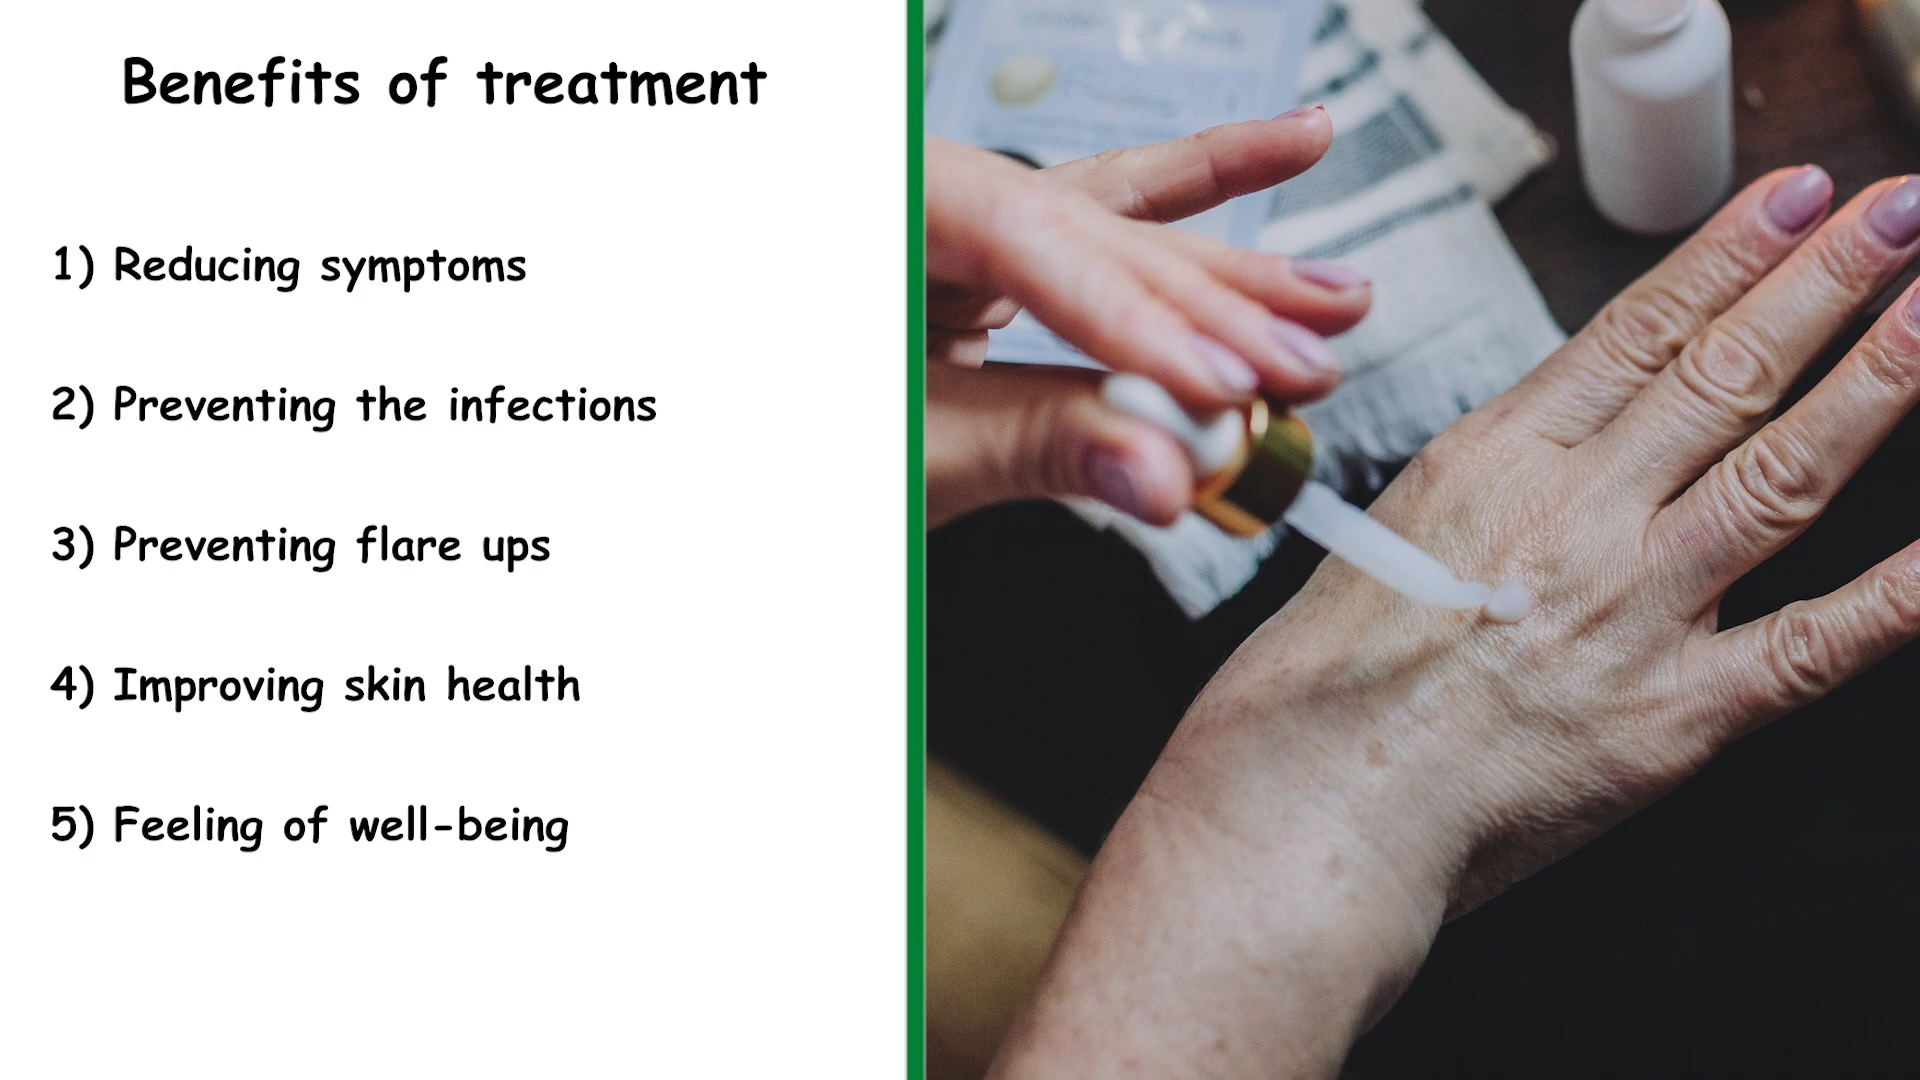 Benefits of treatment
1) Reducing symptoms
2) Preventing the infections
3) Preventing flare ups
4) Improving skin health
5) Feeling of well-being